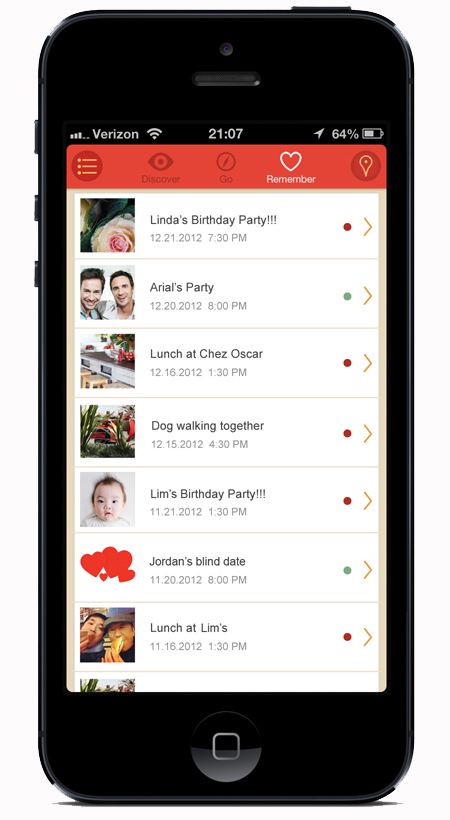 Verizon 21:07 64%
Discover Go Remember
Linda's Birthday Party!!!
12.21.2012 7:30 PM
Arial's Party
12.20.2012 8:00 PM
Lunch at Chez Oscar
12.16.2012 1:30 PM
Dog walking together
12.15.2012 4:30 PM
Lim's Birthday Party!!!
11.21.2012 1:30 PM
Jordan's blind date
11.20.2012 8:00 PM
Lunch at Lim's
11.16.2012 1:30 PM